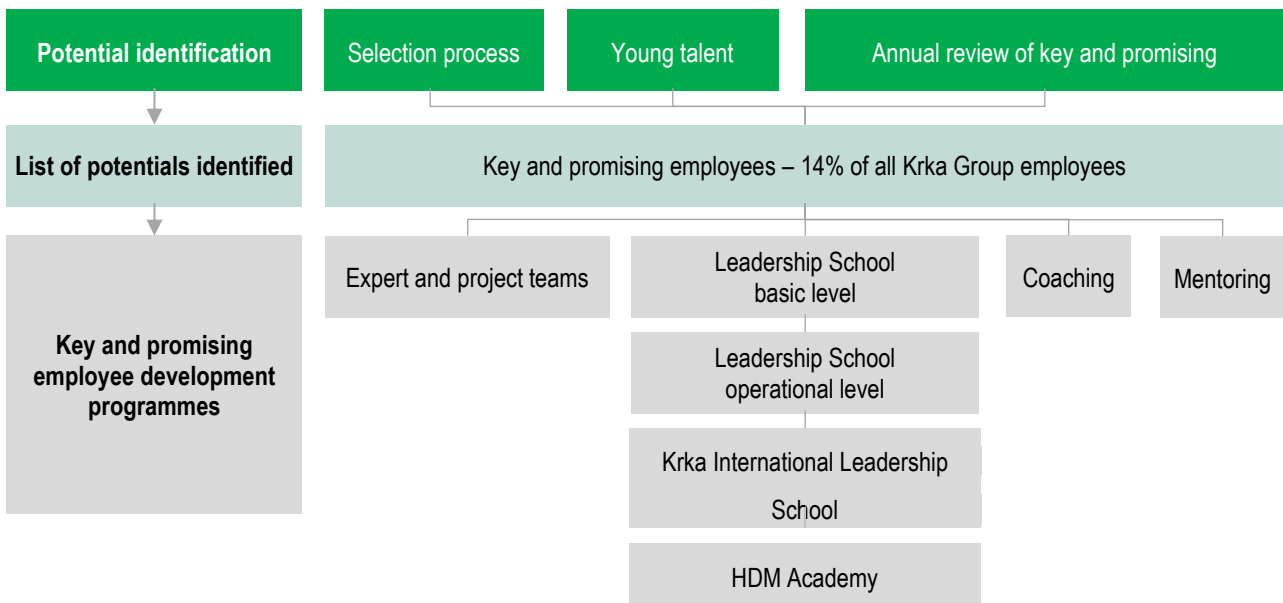 Potential identification
Selection process
Young talent
Annual review of key and promising
List of potentials identified
Key and promising employees – 14% of all Krka Group employees
Key and promising
employee development
programmes
Expert and project teams
Leadership School
basic level
Coaching
Mentoring
Leadership School
operational level
Krka International Leadership
School
HDM Academy